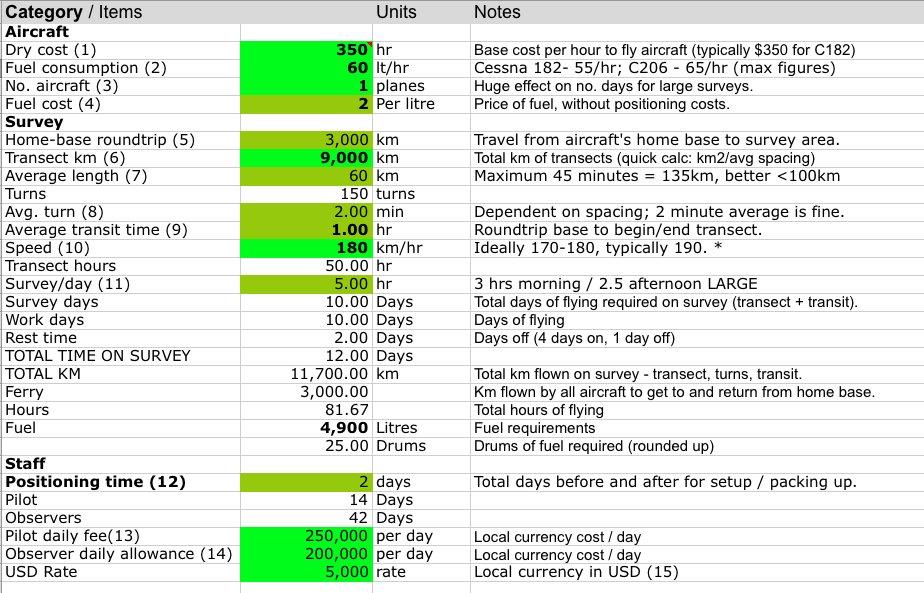 Category / Items Units Notes
Aircraft
Dry cost (1) 350 hr Base cost per hour to fly aircraft (typically $350 for C182)
Fuel consumption (2) 60 lt/hr Cessna 182- 55/hr; C206 - 65/hr (max figures)
No. aircraft (3) 1 planes Huge effect on no. days for large surveys.
Fuel cost (4) 2 Per litre Price of fuel, without positioning costs.
Survey
Home-base roundtrip (5) 3,000 km Travel from aircraft's home base to survey area.
Transect km (6) 9,000 km Total km of transects (quick calc: km2/avg spacing)
Average length (7) 60 km Maximum 45 minutes = 135km, better <100km
Turns 150 turns
Avg. turn (8) 2.00 min Dependent on spacing; 2 minute average is fine.
Average transit time (9) 1.00 hr Roundtrip base to begin/end transect.
Speed (10) 180 km/hr Ideally 170-180, typically 190. *
Transect hours 50.00 hr
Survey/day (11) 5.00 hr 3 hrs morning / 2.5 afternoon LARGE
Survey days 10.00 Days Total days of flying required on survey (transect + transit).
Work days 10.00 Days Days of flying
Rest time 2.00 Days Days off (4 days on, 1 day off)
TOTAL TIME ON SURVEY 12.00 Days
TOTAL KM 11,700.00 km Total km flown on survey - transect, turns, transit.
Ferry 3,000.00 Km flown by all aircraft to get to and return from home base.
Hours 81.67 Total hours of flying
Fuel 4,900 Litres Fuel requirements
25.00 Drums Drums of fuel required (rounded up)
Staff
Positioning time (12) 2 days Total days before and after for setup / packing up.
Pilot 14 Days
Observers 42 Days
Pilot daily fee(13) 250,000 per day Local currency cost / day
Observer daily allowance (14) 200,000 per day Local currency cost / day
USD Rate 5,000 rate Local currency in USD (15)